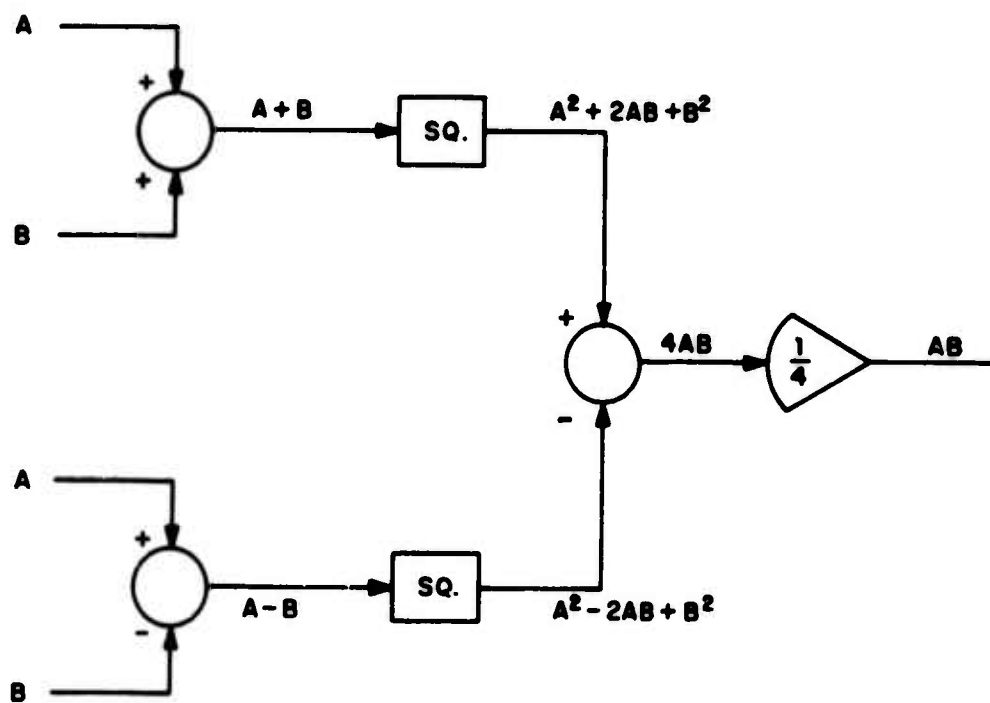 A
+
A + B
SQ.
A² + 2AB + B²
+
B
+
4AB
1/4
AB
-
A
+
A - B
SQ.
A² - 2AB + B²
-
B